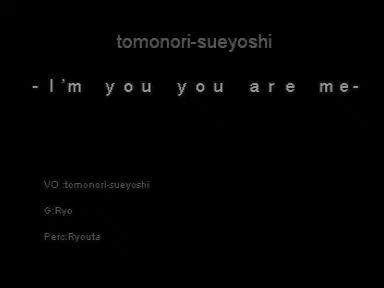 tomonori-sueyoshi
-I'm you you are me-
VO :tomonori-sueyoshi
G:Ryo
Perc:Ryouta